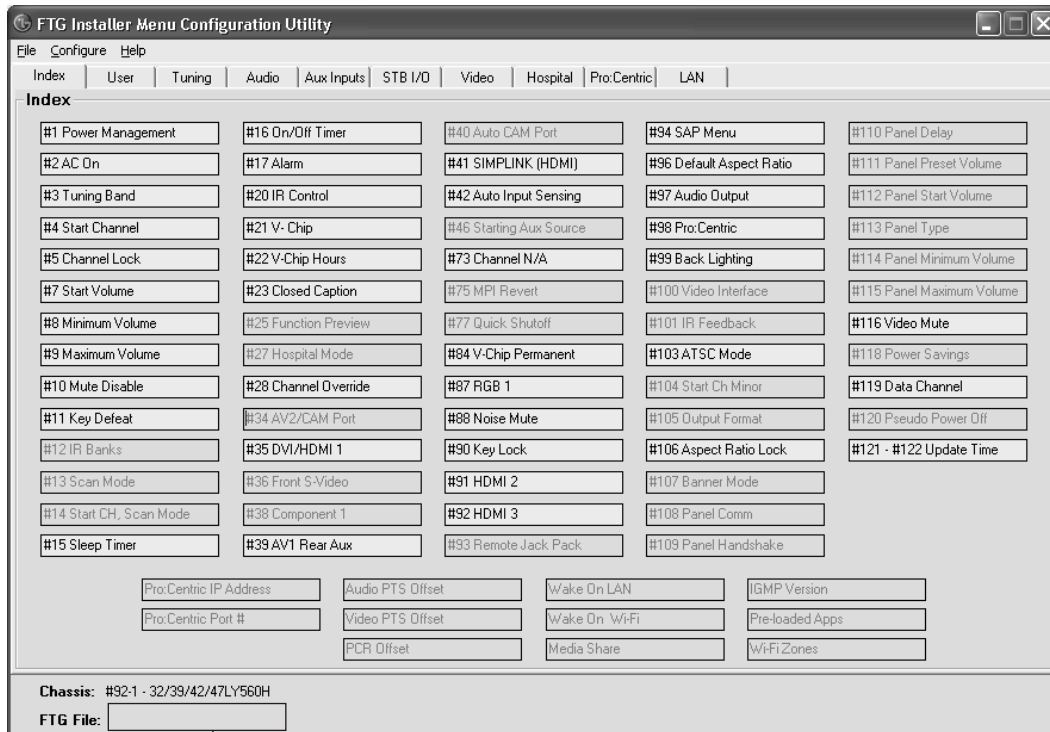 FTG Installer Menu Configuration Utility
File Configure Help
Index User Tuning Audio Aux Inputs STB I/O Video Hospital Pro:Centric LAN
Index
#1 Power Management #16 On/Off Timer #40 Auto CAM Port #94 SAP Menu #110 Panel Delay
#2 AC On #17 Alarm #41 SIMPLINK (HDMI) #96 Default Aspect Ratio #111 Panel Preset Volume
#3 Tuning Band #20 IR Control #42 Auto Input Sensing #97 Audio Output #112 Panel Start Volume
#4 Start Channel #21 V- Chip #46 Starting Aux Source #98 Pro:Centric #113 Panel Type
#5 Channel Lock #22 V-Chip Hours #73 Channel N/A #99 Back Lighting #114 Panel Minimum Volume
#7 Start Volume #23 Closed Caption #75 MPI Revert #100 Video Interface #115 Panel Maximum Volume
#8 Minimum Volume #25 Function Preview #77 Quick Shutoff #101 IR Feedback #116 Video Mute
#9 Maximum Volume #27 Hospital Mode #84 V-Chip Permanent #103 ATSC Mode #118 Power Savings
#10 Mute Disable #28 Channel Override #87 RGB 1 #104 Start Ch Minor #119 Data Channel
#11 Key Defeat #34 AV2/CAM Port #88 Noise Mute #105 Output Format #120 Pseudo Power Off
#12 IR Banks #35 DVI/HDMI 1 #90 Key Lock #106 Aspect Ratio Lock #121 - #122 Update Time
#13 Scan Mode #36 Front S-Video #91 HDMI 2 #107 Banner Mode
#14 Start CH, Scan Mode #38 Component 1 #92 HDMI 3 #108 Panel Comm
#15 Sleep Timer #39 AV1 Rear Aux #93 Remote Jack Pack #109 Panel Handshake
Pro:Centric IP Address Audio PTS Offset Wake On LAN IGMP Version
Pro:Centric Port # Video PTS Offset Wake On Wi-Fi Pre-loaded Apps
PCR Offset Media Share Wi-Fi Zones
Chassis: #92-1 - 32/39/42/47LY560H
FTG File: